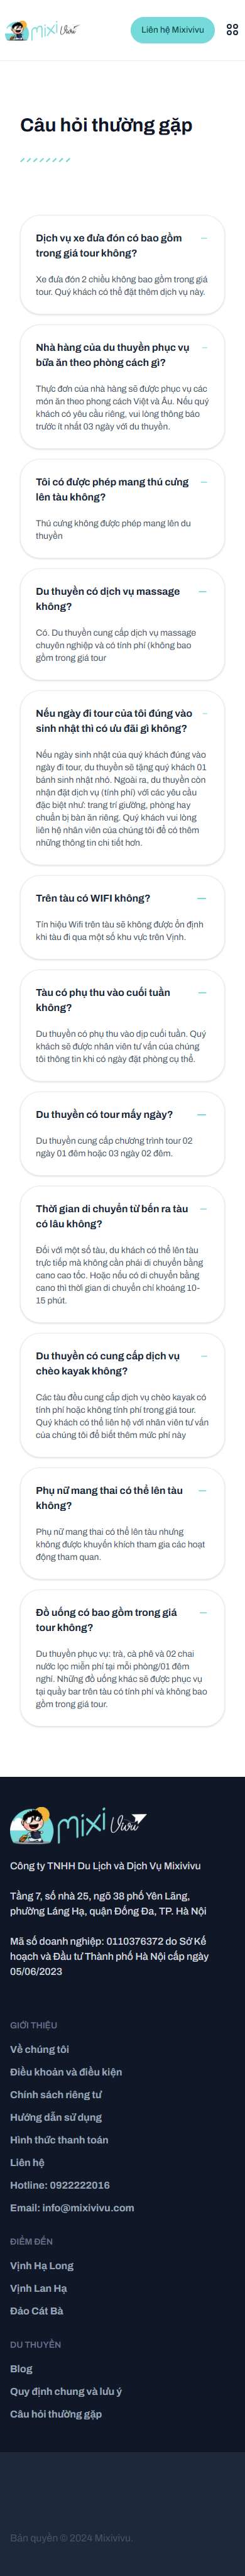 mixi Vivu
Liên hệ Mixivivu
Câu hỏi thường gặp
Dịch vụ xe đưa đón có bao gồm
trong giá tour không?
Xe đưa đón 2 chiều không bao gồm trong giá
tour. Quý khách có thể đặt thêm dịch vụ này.
Nhà hàng của du thuyền phục vụ
bữa ăn theo phòng cách gì?
Thực đơn của nhà hàng sẽ được phục vụ các
món ăn theo phong cách Việt và Âu. Nếu quý
khách có yêu cầu riêng, vui lòng thông báo
trước ít nhất 03 ngày với du thuyền.
Tôi có được phép mang thú cưng
lên tàu không?
Thú cưng không được phép mang lên du
thuyền
Du thuyền có dịch vụ massage
không?
Có. Du thuyền cung cấp dịch vụ massage
chuyên nghiệp và có tính phí (không bao
gồm trong giá tour
Nếu ngày đi tour của tôi đúng vào
sinh nhật thì có ưu đãi gì không?
Nếu ngày sinh nhật của quý khách đúng vào
ngày đi tour, du thuyền sẽ tặng quý khách 01
bánh sinh nhật nhỏ. Ngoài ra, du thuyền còn
nhận đặt dịch vụ (tính phí) với các yêu cầu
đặc biệt như: trang trí giường, phòng hay
chuẩn bị bàn ăn riêng. Quý khách vui lòng
liên hệ nhân viên của chúng tôi để có thêm
những thông tin chi tiết hơn.
Trên tàu có WIFI không?
Tín hiệu Wifi trên tàu sẽ không được ổn định
khi tàu đi qua một số khu vực trên Vịnh.
Tàu có phụ thu vào cuối tuần
không?
Du thuyền có phụ thu vào dịp cuối tuần. Quý
khách sẽ được nhân viên tư vấn của chúng
tôi thông tin khi có ngày đặt phòng cụ thể.
Du thuyền có tour mấy ngày?
Du thuyền cung cấp chương trình tour 02
ngày 01 đêm hoặc 03 ngày 02 đêm.
Thời gian di chuyển từ bến ra tàu
có lâu không?
Đối với một số tàu, du khách có thể lên tàu
trực tiếp mà không cần phải di chuyển bằng
cano cao tốc. Hoặc nếu có di chuyển bằng
cano thì thời gian di chuyển chỉ khoảng 10-
15 phút.
Du thuyền có cung cấp dịch vụ
chèo kayak không?
Các tàu đều cung cấp dịch vụ chèo kayak có
tính phí hoặc không tính phí trong giá tour.
Quý khách có thể liên hệ với nhân viên tư vấn
của chúng tôi để biết thêm mức phí này
Phụ nữ mang thai có thể lên tàu
không?
Phụ nữ mang thai có thể lên tàu nhưng
không được khuyến khích tham gia các hoạt
động tham quan.
Đồ uống có bao gồm trong giá
tour không?
Du thuyền phục vụ: trà, cà phê và 02 chai
nước lọc miễn phí tại mỗi phòng/01 đêm
nghỉ. Những đồ uống khác sẽ được phục vụ
tại quầy bar trên tàu có tính phí và không bao
gồm trong giá tour.
mixi Vivu
Công ty TNHH Du Lịch và Dịch Vụ Mixivivu
Tầng 7, số nhà 25, ngõ 38 phố Yên Lãng,
phường Láng Hạ, quận Đống Đa, TP. Hà Nội
Mã số doanh nghiệp: 0110376372 do Sở Kế
hoạch và Đầu tư Thành phố Hà Nội cấp ngày
05/06/2023
GIỚI THIỆU
Về chúng tôi
Điều khoản và điều kiện
Chính sách riêng tư
Hướng dẫn sử dụng
Hình thức thanh toán
Liên hệ
Hotline: 0922222016
Email: info@mixivivu.com
ĐIỂM ĐẾN
Vịnh Hạ Long
Vịnh Lan Hạ
Đảo Cát Bà
DU THUYỀN
Blog
Quy định chung và lưu ý
Câu hỏi thường gặp
Bản quyền © 2024 Mixivivu.